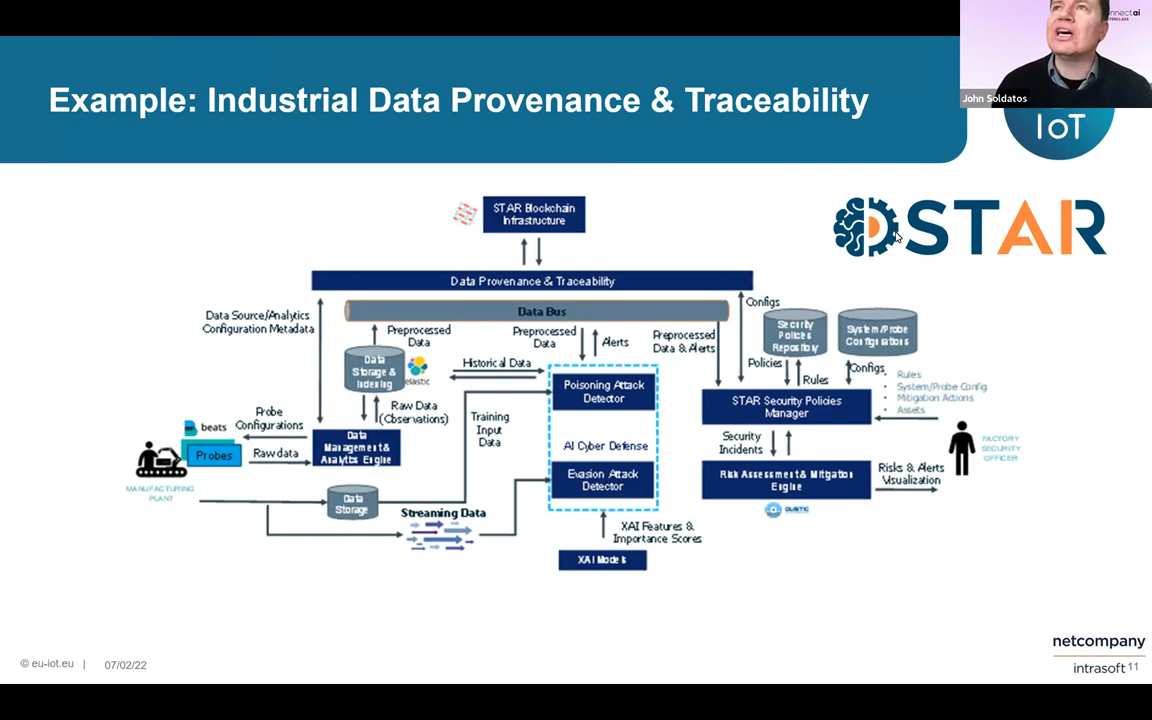 nnect ai
Example: Industrial Data Provenance & Traceability
John Soldatos
IoT
STAR
STAR Blockchain
Infrastructure
Data Provenance & Traceability
Data Bus
Data Source/Analytics
Configuration Metadata
Preprocessed
Data
Preprocessed
Data
Alerts
Preprocessed
Data & Alerts
Configs
Security
Policies
Repository
System/Probe
Configurations
Data
Storage &
Indexing
elastic
Historical Data
Policies
Rules
Configs
• Rules
• System/Probe Config
• Mitigation Actions
• Assets
Poisoning Attack
Detector
STAR Security Policies
Manager
Raw Data
(Observations)
Training
Input
Data
Probe
Configurations
beats
Probes
Raw data
Data
Management &
Analytics Engine
AI Cyber Defense
Security
Incidents
FACTORY
SECURITY
OFFICER
Evasion Attack
Detector
Risk Assessment & Mitigation
Engine
Risks & Alerts
Visualization
MANUFACTURING
PLANT
Data
Storage
Streaming Data
XAI Features &
Importance Scores
XAI Models
© eu-iot.eu |
07/02/22
netcompany
intrasoft 11